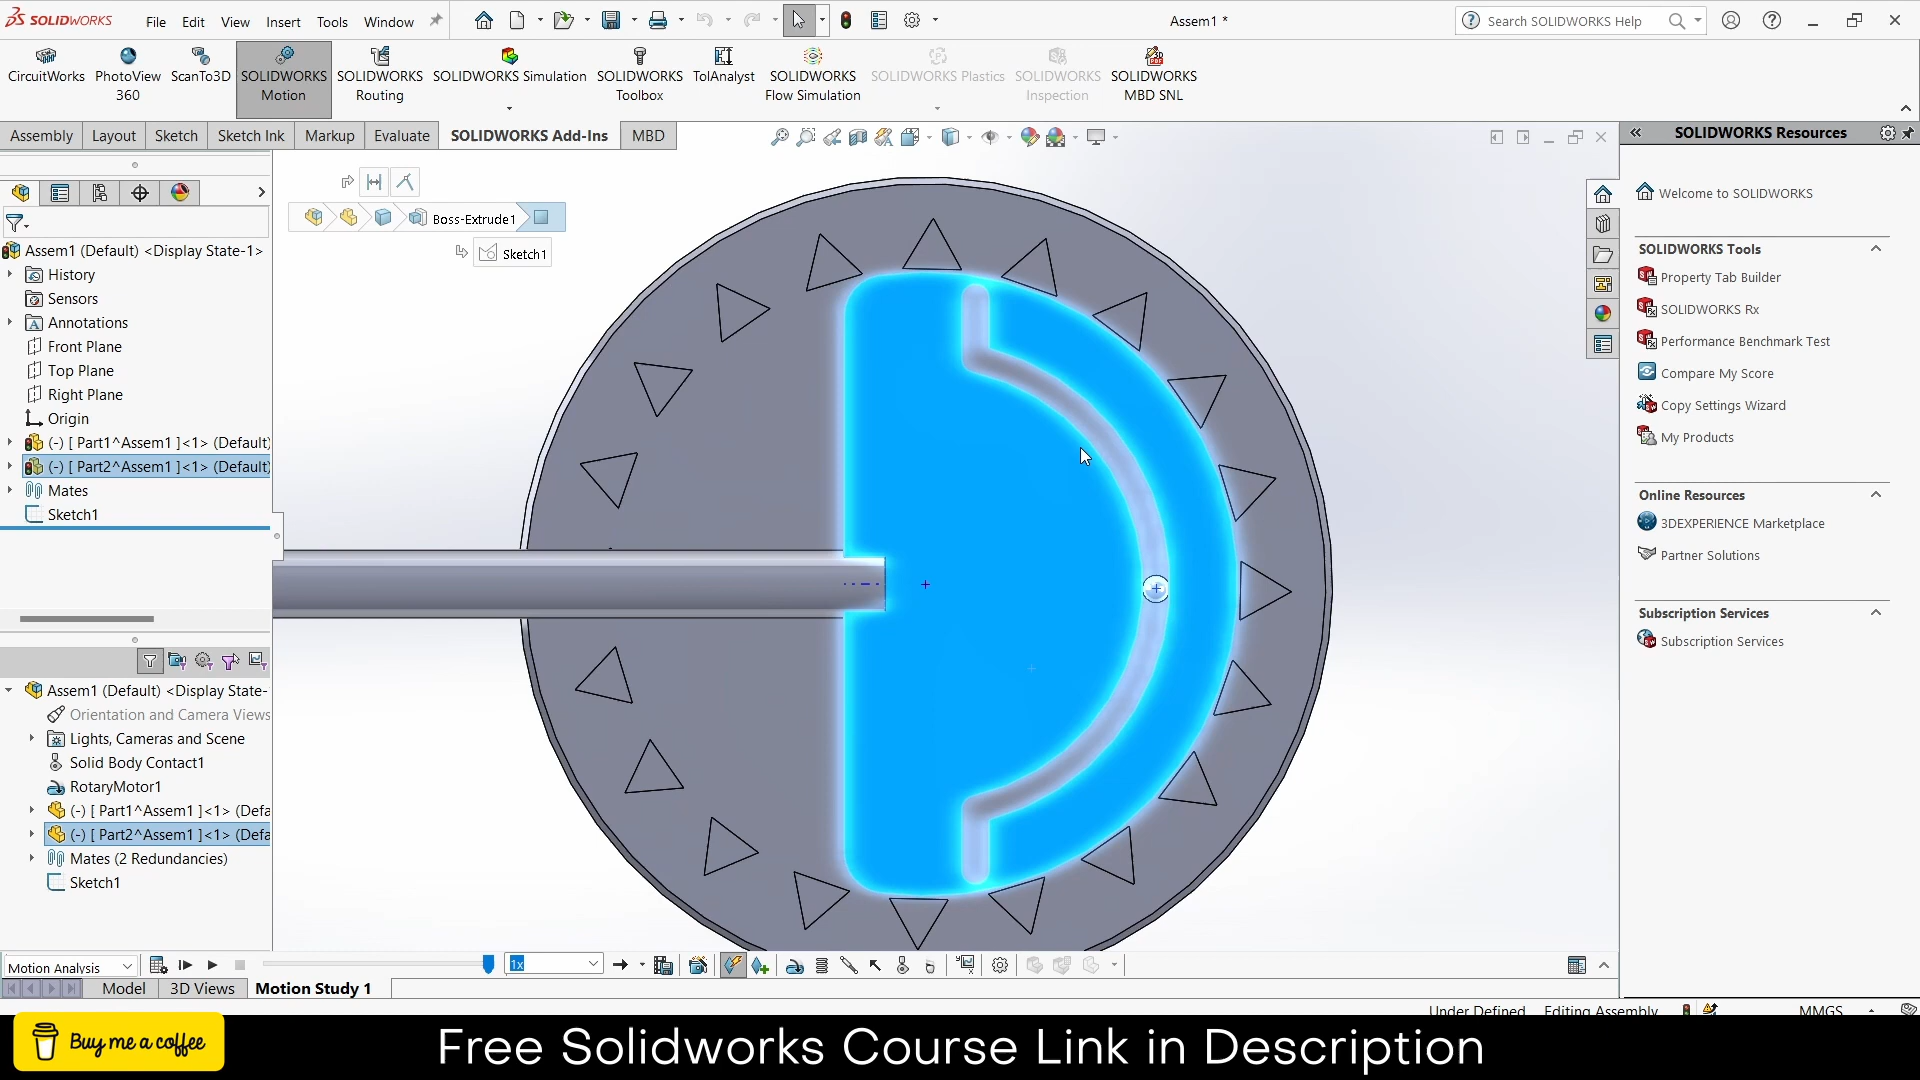 SOLIDWORKS File Edit View Insert Tools Window Assem1 * Search SOLIDWORKS Help
CircuitWorks PhotoView 360 ScanTo3D SOLIDWORKS Motion SOLIDWORKS Routing SOLIDWORKS Simulation SOLIDWORKS Toolbox TolAnalyst SOLIDWORKS Flow Simulation SOLIDWORKS Plastics SOLIDWORKS Inspection SOLIDWORKS MBD SNL
Assembly Layout Sketch Sketch Ink Markup Evaluate SOLIDWORKS Add-Ins MBD
Boss-Extrude1
Sketch1
Assem1 (Default) <Display State-1>
History
Sensors
Annotations
Front Plane
Top Plane
Right Plane
Origin
(-) [ Part1^Assem1 ]<1> (Default)
(-) [ Part2^Assem1 ]<1> (Default)
Mates
Sketch1
Assem1 (Default) <Display State-
Orientation and Camera Views
Lights, Cameras and Scene
Solid Body Contact1
RotaryMotor1
(-) [ Part1^Assem1 ]<1> (Defa
(-) [ Part2^Assem1 ]<1> (Defa
Mates (2 Redundancies)
Sketch1
Motion Analysis 1x
Model 3D Views Motion Study 1
SOLIDWORKS Resources
Welcome to SOLIDWORKS
SOLIDWORKS Tools
Property Tab Builder
SOLIDWORKS Rx
Performance Benchmark Test
Compare My Score
Copy Settings Wizard
My Products
Online Resources
3DEXPERIENCE Marketplace
Partner Solutions
Subscription Services
Subscription Services
Under Defined Editing Assembly MMGS
Buy me a coffee
Free Solidworks Course Link in Description